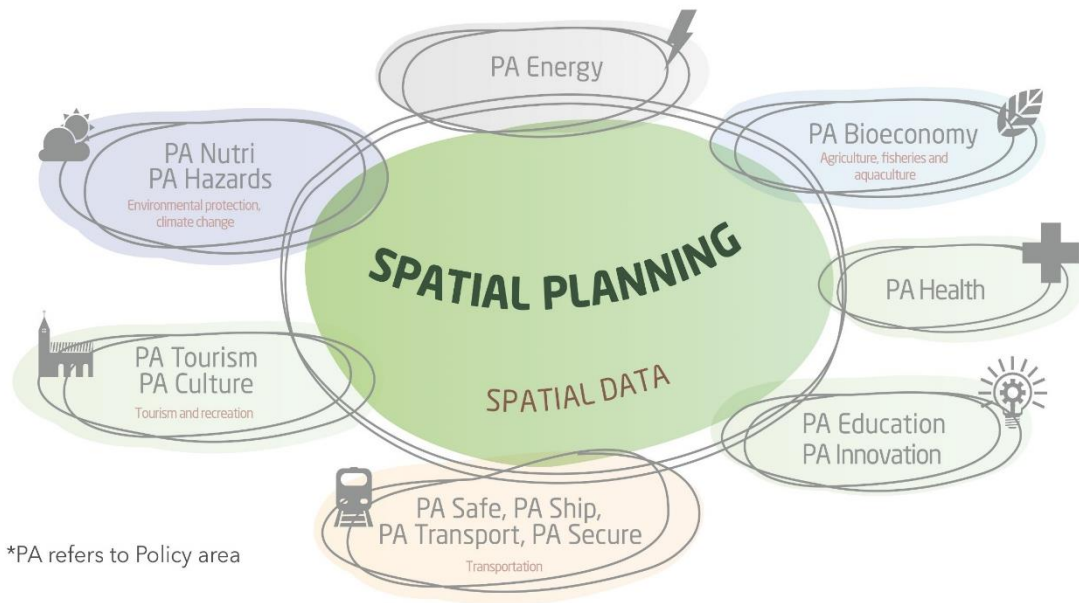 PA Energy
PA Nutri
PA Hazards
Environmental protection,
climate change
PA Bioeconomy
Agriculture, fisheries and
aquaculture
SPATIAL PLANNING
PA Health
PA Tourism
PA Culture
Tourism and recreation
SPATIAL DATA
PA Education
PA Innovation
PA Safe, PA Ship,
PA Transport, PA Secure
Transportation
*PA refers to Policy area